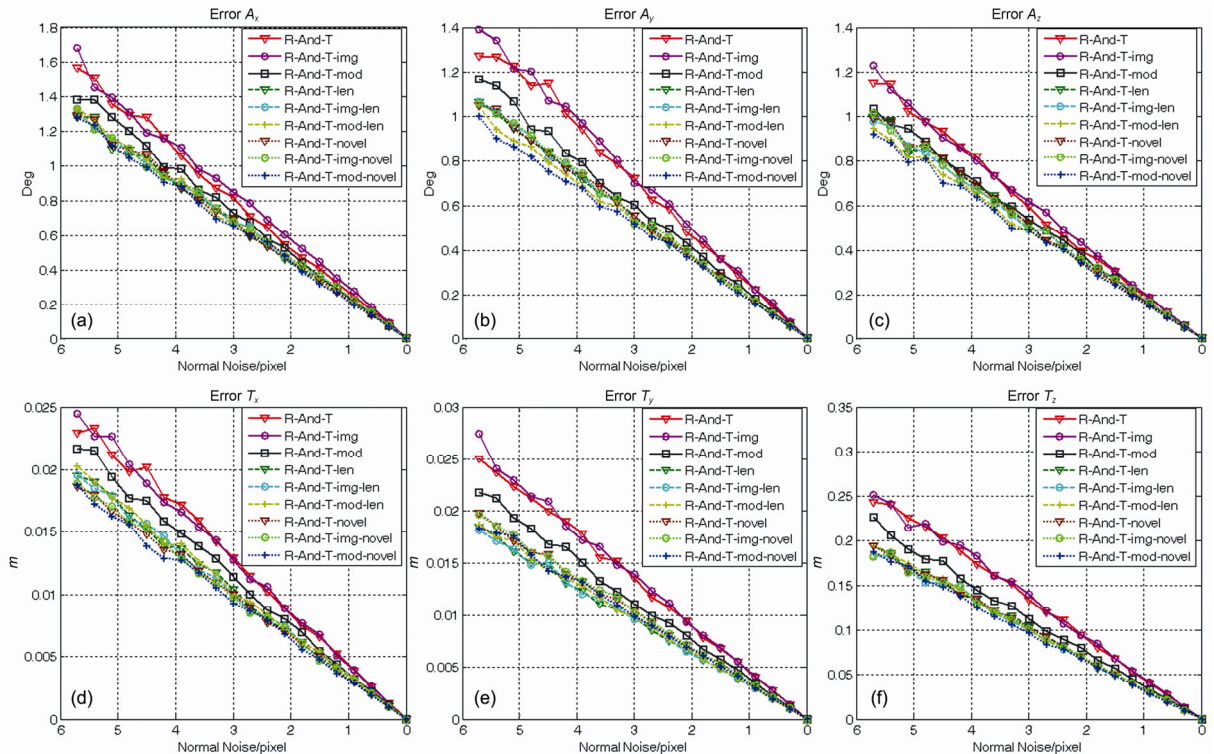 Error Ax
1.8
1.6
1.4
1.2
1
0.8
0.6
0.4
0.2
0
Deg
R-And-T
R-And-T-img
R-And-T-mod
R-And-T-len
R-And-T-img-len
R-And-T-mod-len
R-And-T-novel
R-And-T-img-novel
R-And-T-mod-novel
(a)
6 5 4 3 2 1 0
Normal Noise/pixel
Error Ay
1.4
1.2
1
0.8
0.6
0.4
0.2
0
Deg
R-And-T
R-And-T-img
R-And-T-mod
R-And-T-len
R-And-T-img-len
R-And-T-mod-len
R-And-T-novel
R-And-T-img-novel
R-And-T-mod-novel
(b)
6 5 4 3 2 1 0
Normal Noise/pixel
Error Az
1.4
1.2
1
0.8
0.6
0.4
0.2
0
Deg
R-And-T
R-And-T-img
R-And-T-mod
R-And-T-len
R-And-T-img-len
R-And-T-mod-len
R-And-T-novel
R-And-T-img-novel
R-And-T-mod-novel
(c)
6 5 4 3 2 1 0
Normal Noise/pixel
Error Tx
0.025
0.02
0.015
0.01
0.005
0
m
R-And-T
R-And-T-img
R-And-T-mod
R-And-T-len
R-And-T-img-len
R-And-T-mod-len
R-And-T-novel
R-And-T-img-novel
R-And-T-mod-novel
(d)
6 5 4 3 2 1 0
Normal Noise/pixel
Error Ty
0.03
0.025
0.02
0.015
0.01
0.005
0
m
R-And-T
R-And-T-img
R-And-T-mod
R-And-T-len
R-And-T-img-len
R-And-T-mod-len
R-And-T-novel
R-And-T-img-novel
R-And-T-mod-novel
(e)
6 5 4 3 2 1 0
Normal Noise/pixel
Error Tz
0.35
0.3
0.25
0.2
0.15
0.1
0.05
0
m
R-And-T
R-And-T-img
R-And-T-mod
R-And-T-len
R-And-T-img-len
R-And-T-mod-len
R-And-T-novel
R-And-T-img-novel
R-And-T-mod-novel
(f)
6 5 4 3 2 1 0
Normal Noise/pixel